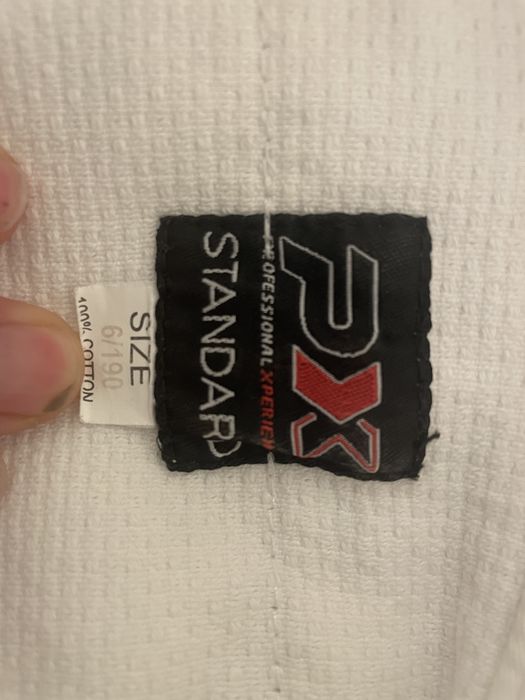 PX
PROFESSIONAL XPERIEN
STANDARD
SIZE
6/190
100% COTTON